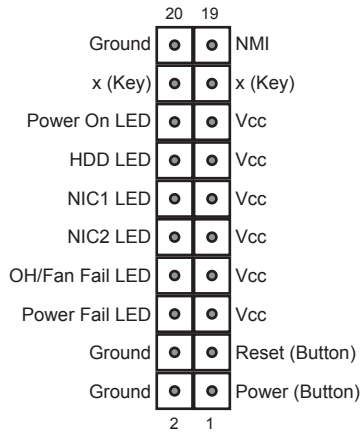 20 19
Ground NMI
x (Key) x (Key)
Power On LED Vcc
HDD LED Vcc
NIC1 LED Vcc
NIC2 LED Vcc
OH/Fan Fail LED Vcc
Power Fail LED Vcc
Ground Reset (Button)
Ground Power (Button)
2 1